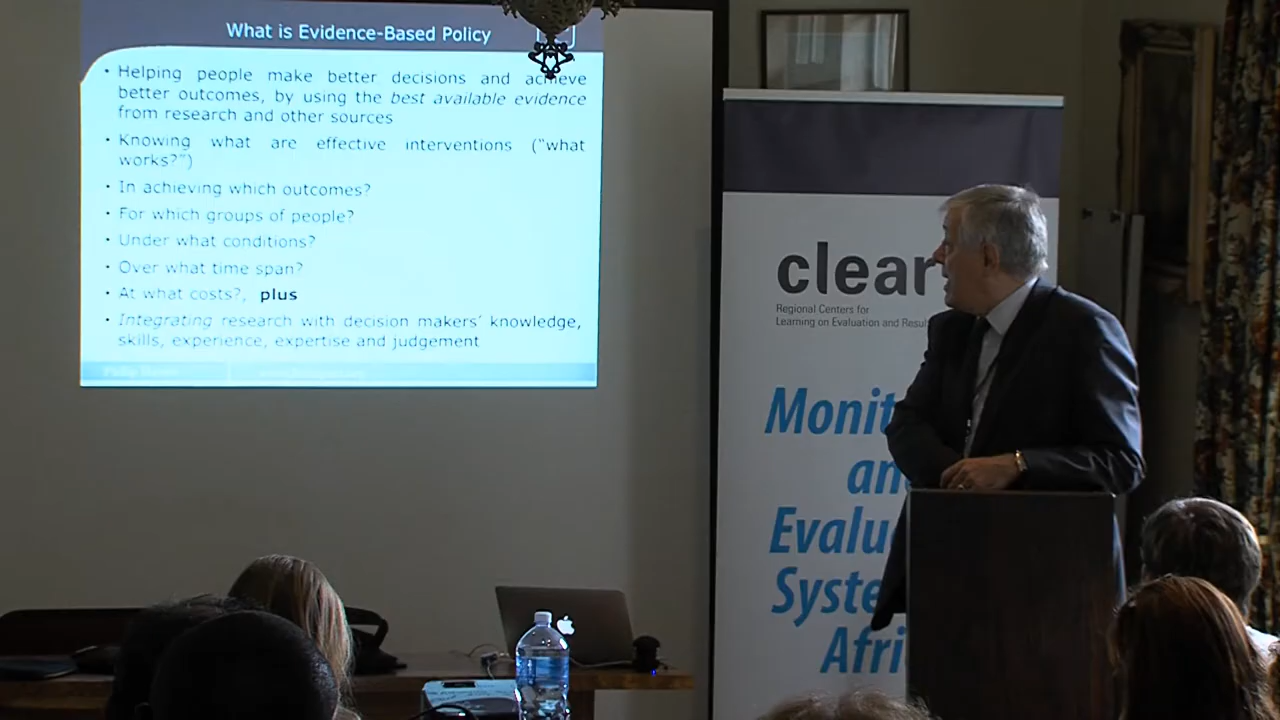 What is Evidence-Based Policy
• Helping people make better decisions and achieve
better outcomes, by using the best available evidence
from research and other sources
• Knowing what are effective interventions ("what
works?")
• In achieving which outcomes?
• For which groups of people?
• Under what conditions?
• Over what time span?
• At what costs?, plus
• Integrating research with decision makers' knowledge,
skills, experience, expertise and judgement
clear
Regional Centers for
Learning on Evaluation and Resul
Monit
an
Evalu
Syste
Afri